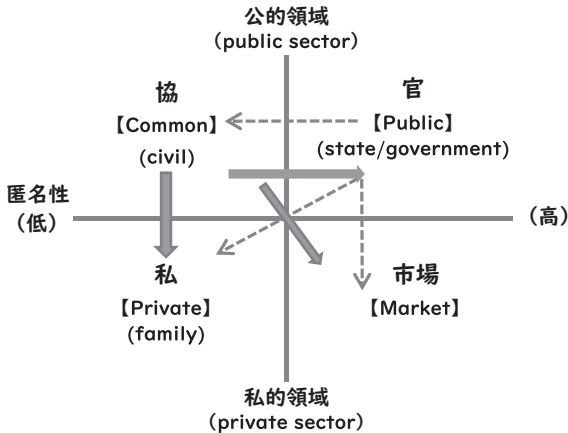 公的領域
（public sector）
協
【Common】
(civil)
官
【Public】
(state/government)
匿名性
（低）
（高）
私
【Private】
(family)
市場
【Market】
私的領域
（private sector）